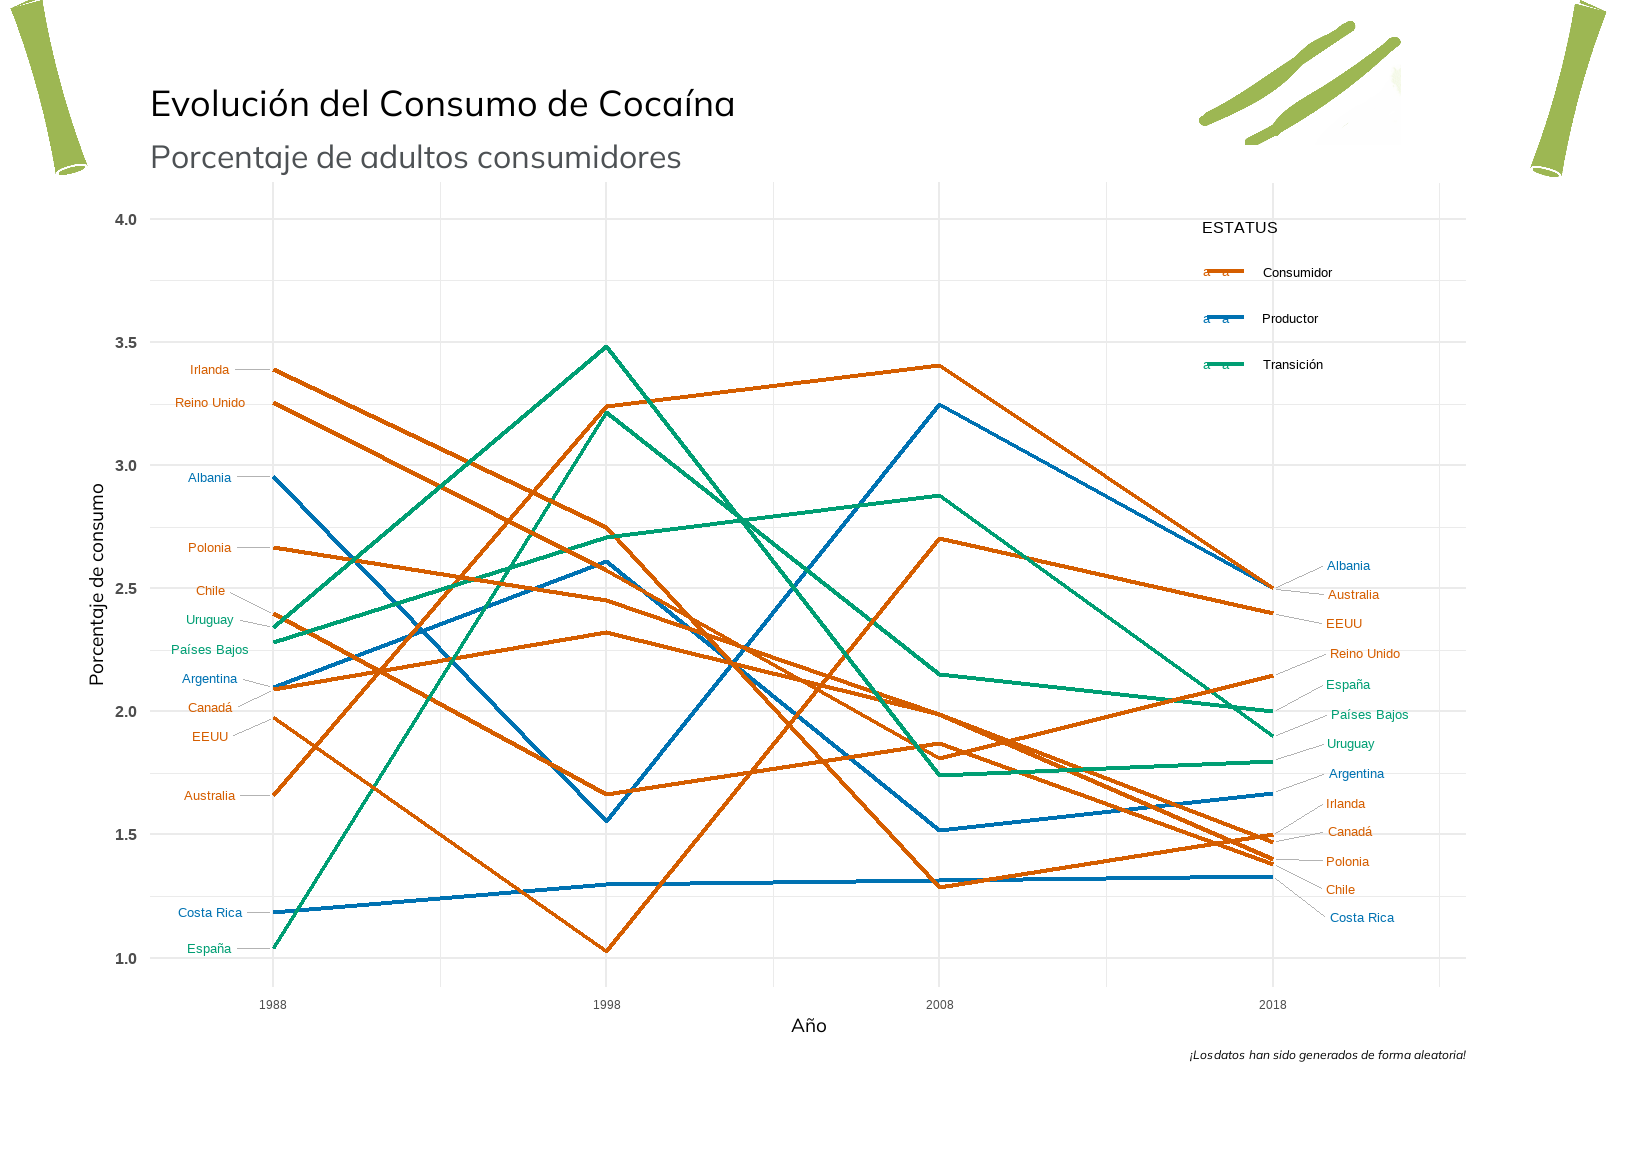 Evolución del Consumo de Cocaína
Porcentaje de adultos consumidores
4.0
3.5
3.0
2.5
2.0
1.5
1.0
Porcentaje de consumo
ESTATUS
a a Consumidor
a a Productor
a a Transición
Irlanda
Reino Unido
Albania
Polonia
Chile
Uruguay
Países Bajos
Argentina
Canadá
EEUU
Australia
Costa Rica
España
Albania
Australia
EEUU
Reino Unido
España
Países Bajos
Uruguay
Argentina
Irlanda
Canadá
Polonia
Chile
Costa Rica
1988 1998 2008 2018
Año
¡Los datos han sido generados de forma aleatoria!